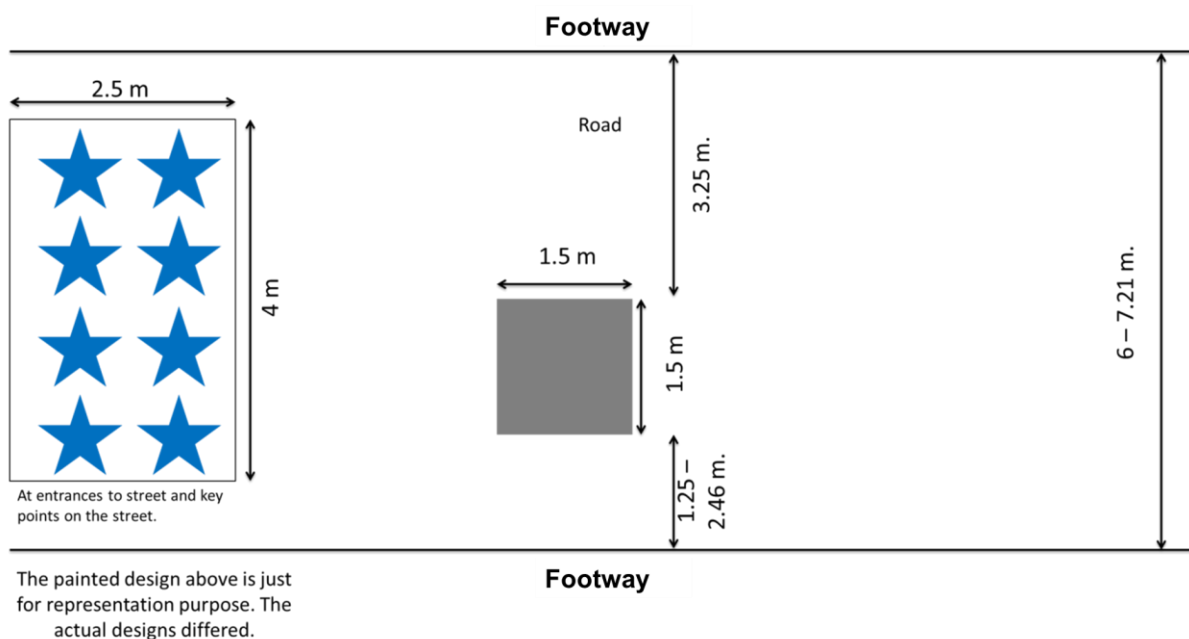 Footway
2.5 m
Road
3.25 m.
1.5 m
4 m
6 – 7.21 m.
1.5 m
1.25 –
2.46 m.
At entrances to street and key
points on the street.
Footway
The painted design above is just
for representation purpose. The
actual designs differed.